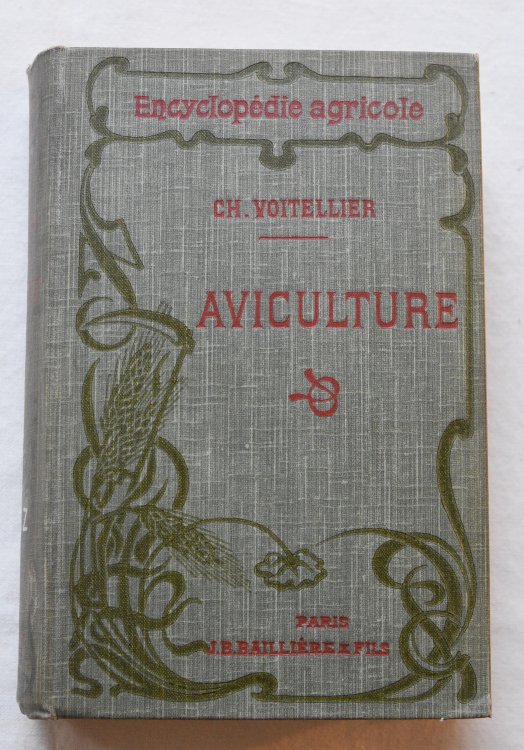 Encyclopédie agricole
CH. VOITELLIER
AVICULTURE
PARIS
J.B.BAILLIÈRE & FILS
Z